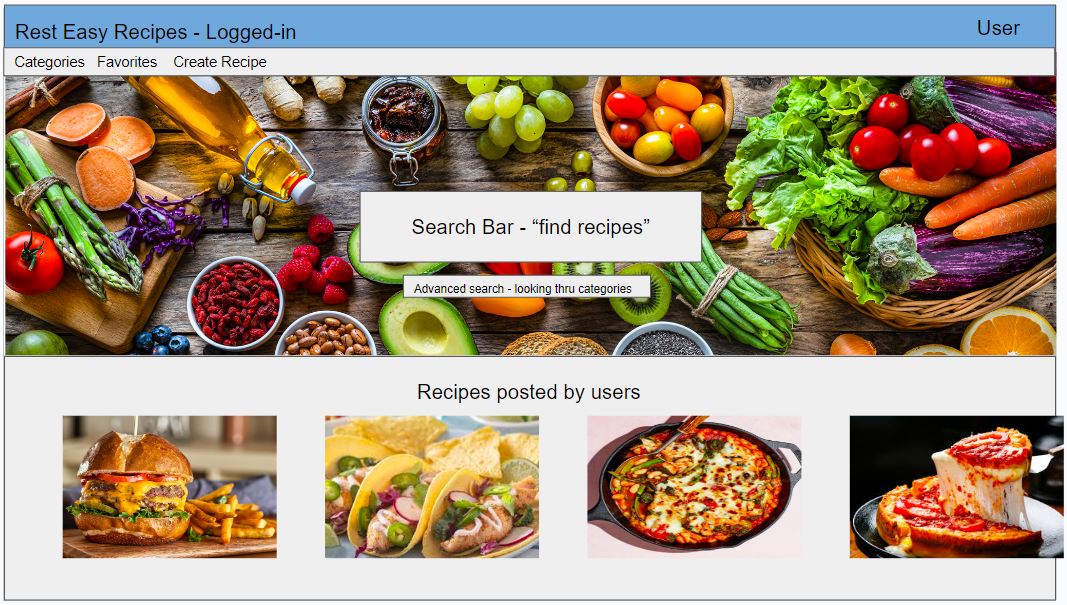 Rest Easy Recipes - Logged-in
User
Categories Favorites Create Recipe
Search Bar - “find recipes”
Advanced search - looking thru categories
Recipes posted by users